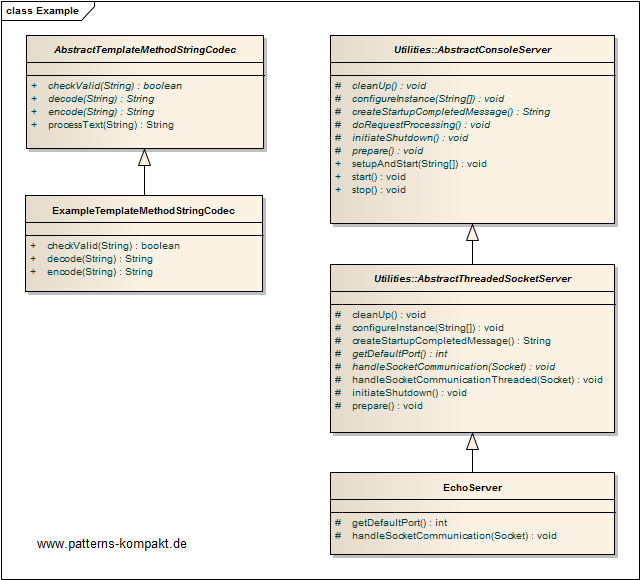 class Example
AbstractTemplateMethodStringCodec
+ checkValid(String) : boolean
+ decode(String) : String
+ encode(String) : String
+ processText(String) : String
ExampleTemplateMethodStringCodec
+ checkValid(String) : boolean
+ decode(String) : String
+ encode(String) : String
Utilities::AbstractConsoleServer
# cleanUp() : void
# configureInstance(String[]) : void
# createStartupCompletedMessage() : String
# doRequestProcessing() : void
# initiateShutdown() : void
# prepare() : void
+ setupAndStart(String[]) : void
+ start() : void
+ stop() : void
Utilities::AbstractThreadedSocketServer
# cleanUp() : void
# configureInstance(String[]) : void
# createStartupCompletedMessage() : String
# getDefaultPort() : int
# handleSocketCommunication(Socket) : void
# handleSocketCommunicationThreaded(Socket) : void
# initiateShutdown() : void
# prepare() : void
EchoServer
# getDefaultPort() : int
# handleSocketCommunication(Socket) : void
www.patterns-kompakt.de